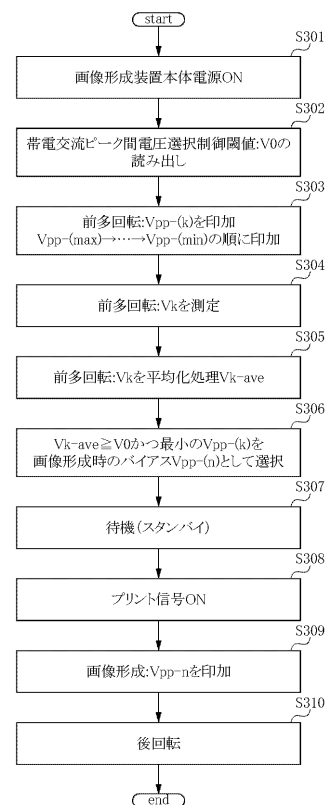 start
S301
画像形成装置本体電源ON
S302
帯電交流ピーク間電圧選択制御閾値:V0の
読み出し
S303
前多回転:Vpp-(k)を印加
Vpp-(max)→…→Vpp-(min)の順に印加
S304
前多回転:Vkを測定
S305
前多回転:Vkを平均化処理Vk-ave
S306
Vk-ave≧V0かつ最小のVpp-(k)を
画像形成時のバイアスVpp-(n)として選択
S307
待機(スタンバイ)
S308
プリント信号ON
S309
画像形成:Vpp-nを印加
S310
後回転
end